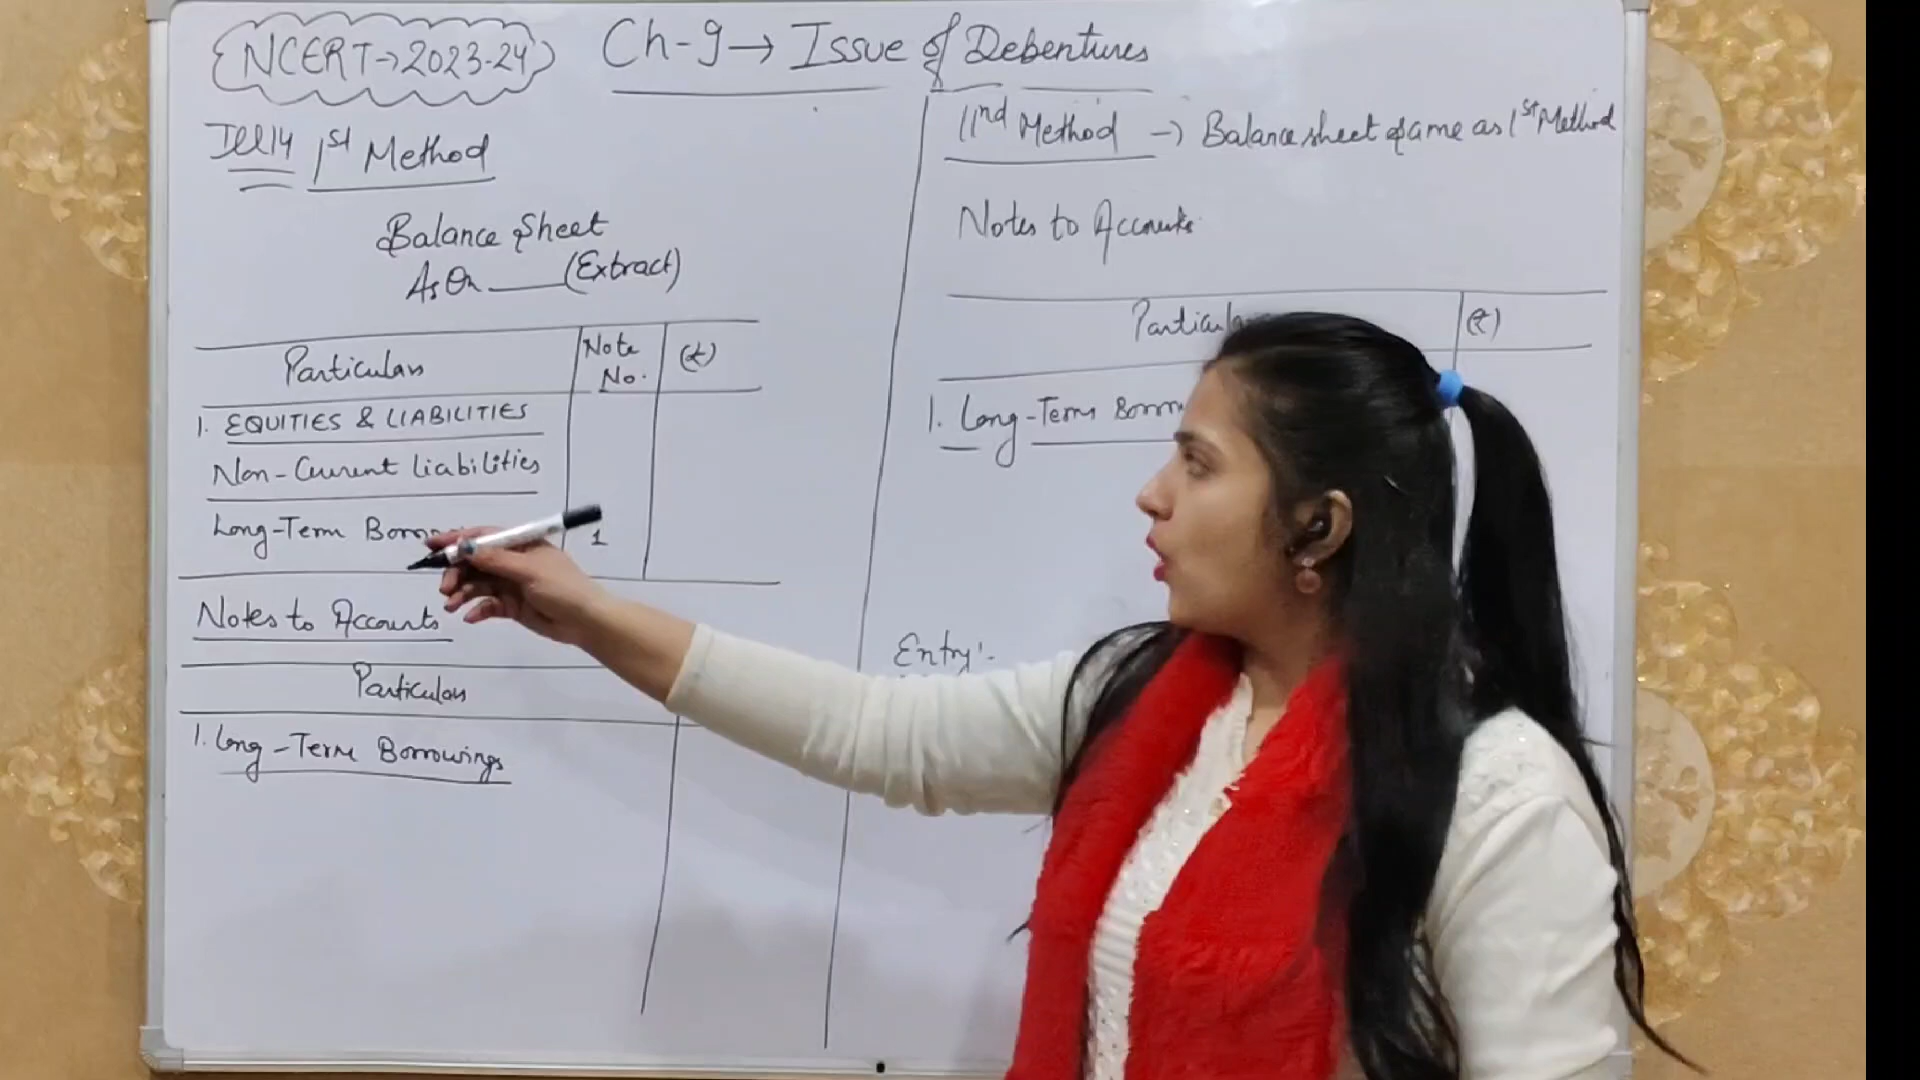 NCERT→2023-24
Ch-9→ Issue of Debentures
Ill 14 1st Method
Balance Sheet
As On ____ (Extract)
Particulars Note No. (₹)
1. EQUITIES & LIABILITIES
Non-Current Liabilities
Long-Term 1
Notes to Accounts
Particulars
1. Long-Term Borrowings
IInd Method → Balance sheet same as 1st Method
Notes to Accounts
(₹)
1. Long-Term
Entry:-